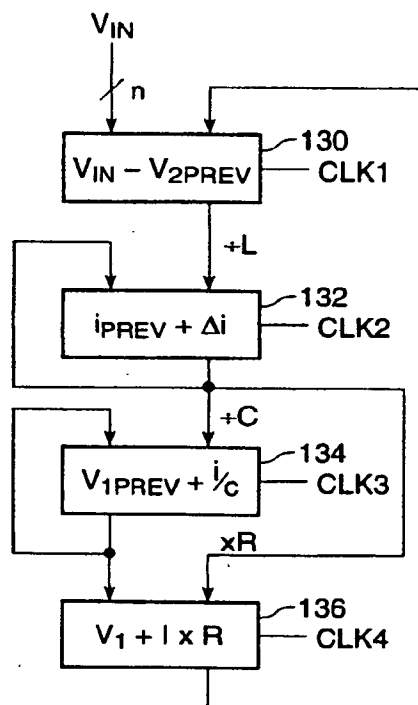 V_IN
n
130
V_IN – V_2PREV
CLK1
÷L
132
i_PREV + Δi
CLK2
÷C
134
V_1PREV + i/c
CLK3
xR
136
V_1 + I x R
CLK4